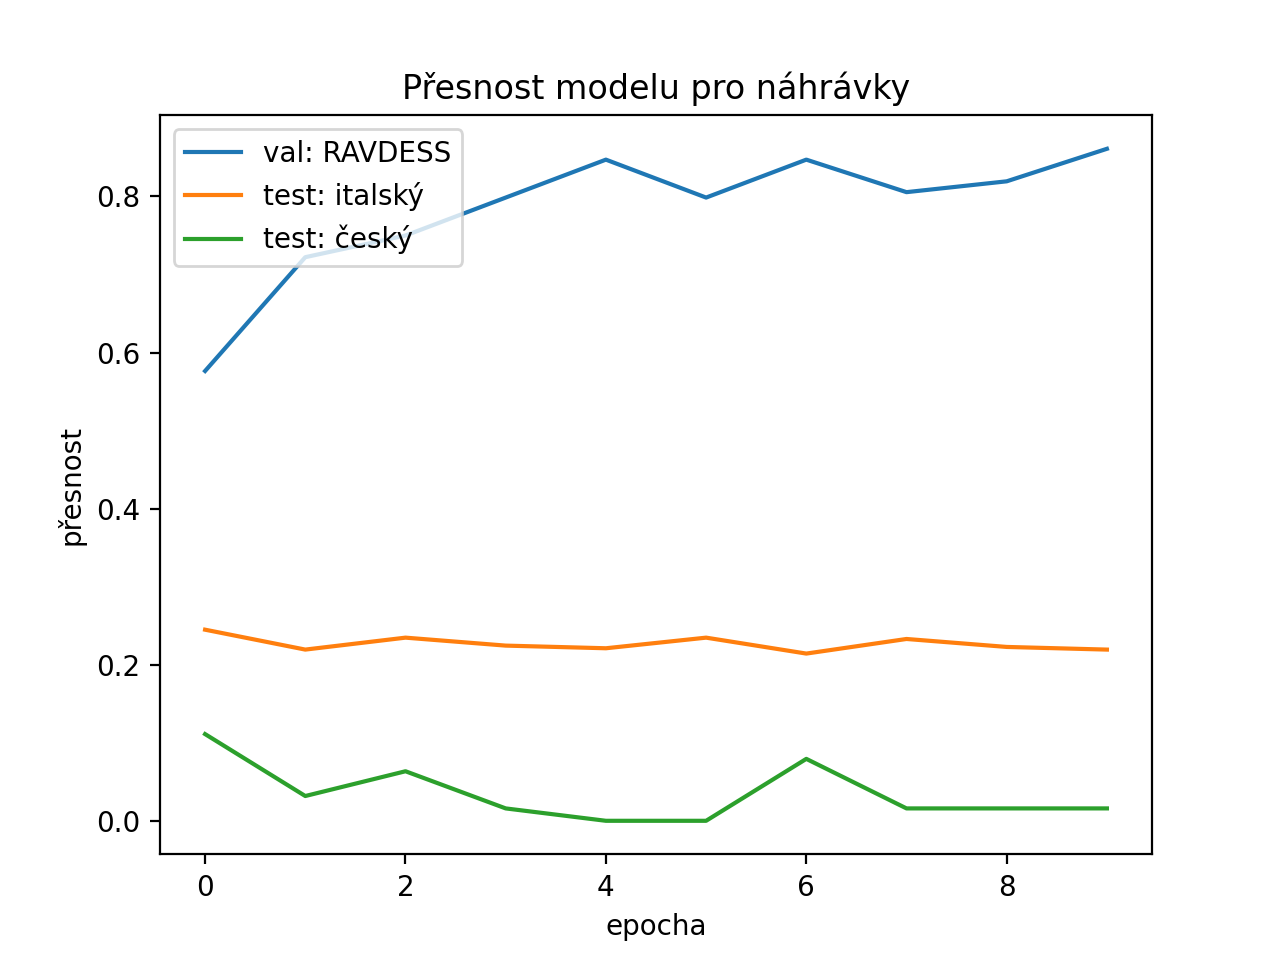 Přesnost modelu pro náhrávky
val: RAVDESS
test: italský
test: český
0.8
0.6
0.4
0.2
0.0
přesnost
0 2 4 6 8
epocha